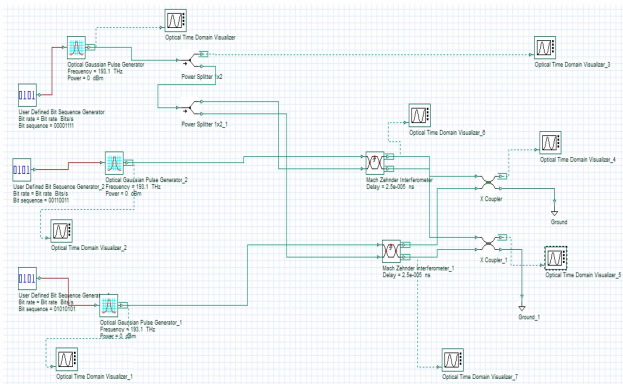 Optical Time Domain Visualizer
Optical Gaussian Pulse Generator
Frequency = 193.1 THz
Power = 0 dBm
Power Splitter 1x2
Optical Time Domain Visualizer_3
0101
User Defined Bit Sequence Generator
Bit rate = Bit rate Bits/s
Bit sequence = 00001111
Power Splitter 1x2_1
Optical Time Domain Visualizer_6
Optical Time Domain Visualizer_4
0101
Optical Gaussian Pulse Generator_2
User Defined Bit Sequence Generator_2
Frequency = 193.1 THz
Bit rate = Bit rate Bits/s
Power = 0 dBm
Bit sequence = 00110011
Mach Zehnder Interferometer
Delay = 2.5e-005 ns
X Coupler
Ground
Optical Time Domain Visualizer_2
X Coupler_1
Mach Zehnder Interferometer_1
Delay = 2.5e-005 ns
Optical Time Domain Visualizer_5
0101
User Defined Bit Sequence Generat
Bit rate = Bit rate Bits/s
Bit sequence = 01010101
Optical Gaussian Pulse Generator_1
Frequency = 193.1 THz
Power = 0 dBm
Ground_1
Optical Time Domain Visualizer_1
Optical Time Domain Visualizer_7